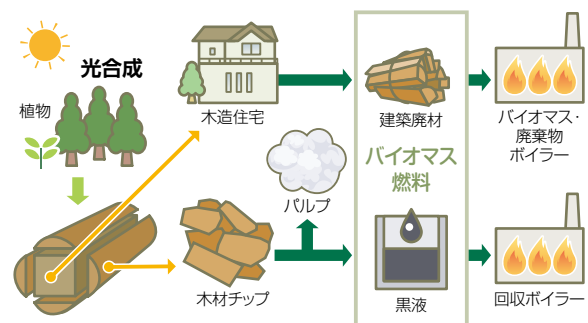 光合成
植物
木造住宅
建築廃材
バイオマス・
廃棄物
ボイラー
バイオマス
燃料
パルプ
木材チップ
黒液
回収ボイラー